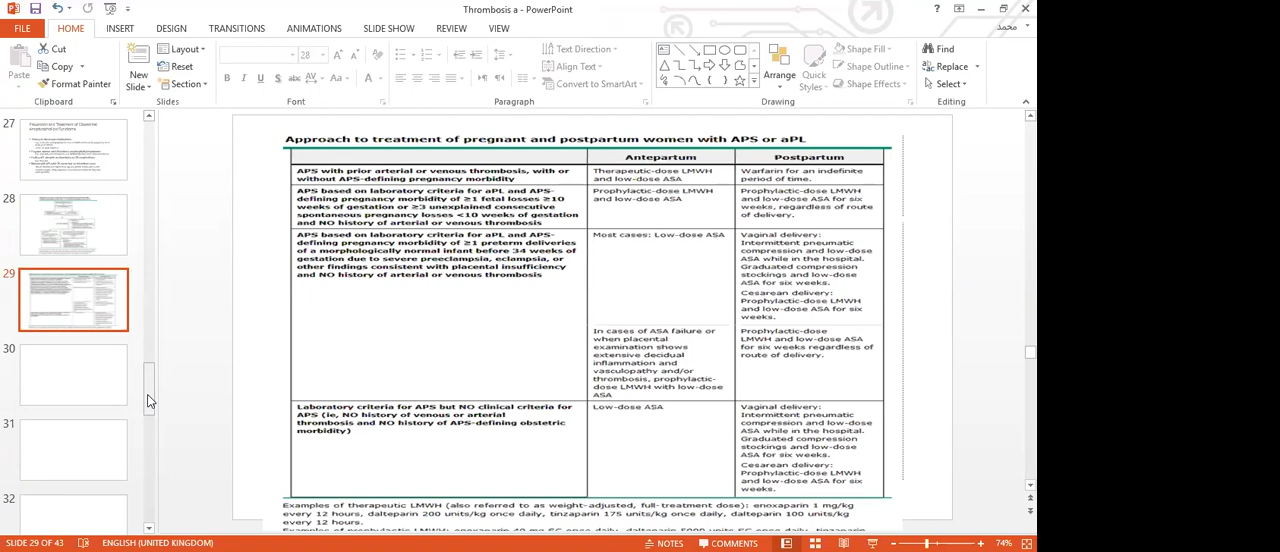 Thrombosis a - PowerPoint
FILE HOME INSERT DESIGN TRANSITIONS ANIMATIONS SLIDE SHOW REVIEW VIEW محمد
Paste Cut Copy Format Painter Clipboard
New Slide Layout Reset Section Slides
28 Font
Text Direction Align Text Convert to SmartArt Paragraph
Arrange Quick Styles Shape Fill Shape Outline Shape Effects Drawing
Find Replace Select Editing
27
28
29
30
31
32
Approach to treatment of pregnant and postpartum women with APS or aPL
Antepartum Postpartum
APS with prior arterial or venous thrombosis, with or
without APS-defining pregnancy morbidity
Therapeutic-dose LMWH
and low-dose ASA
Warfarin for an indefinite
period of time.
APS based on laboratory criteria for aPL and APS-
defining pregnancy morbidity of ≥1 fetal losses ≥10
weeks of gestation or ≥3 unexplained consecutive
spontaneous pregnancy losses <10 weeks of gestation
and NO history of arterial or venous thrombosis
Prophylactic-dose LMWH
and low-dose ASA
Prophylactic-dose LMWH
and low-dose ASA for six
weeks, regardless of route
of delivery.
APS based on laboratory criteria for aPL and APS-
defining pregnancy morbidity of ≥1 preterm deliveries
of a morphologically normal infant before 34 weeks of
gestation due to severe preeclampsia, eclampsia, or
other findings consistent with placental insufficiency
and NO history of arterial or venous thrombosis
Most cases: Low-dose ASA
Vaginal delivery:
Intermittent pneumatic
compression and low-dose
ASA while in the hospital.
Graduated compression
stockings and low-dose
ASA for six weeks.
Cesarean delivery:
Prophylactic-dose LMWH
and low-dose ASA for six
weeks.
In cases of ASA failure or
when placental
examination shows
extensive decidual
inflammation and
vasculopathy and/or
thrombosis, prophylactic-
dose LMWH with low-dose
ASA
Prophylactic-dose
LMWH and low-dose ASA
for six weeks regardless of
route of delivery.
Laboratory criteria for APS but NO clinical criteria for
APS (ie, NO history of venous or arterial
thrombosis and NO history of APS-defining obstetric
morbidity)
Low-dose ASA
Vaginal delivery:
Intermittent pneumatic
compression and low-dose
ASA while in the hospital.
Graduated compression
stockings and low-dose
ASA for six weeks.
Cesarean delivery:
Prophylactic-dose LMWH
and low-dose ASA for six
weeks.
Examples of therapeutic LMWH (also referred to as weight-adjusted, full-treatment dose): enoxaparin 1 mg/kg
every 12 hours, dalteparin 200 units/kg once daily, tinzaparin 175 units/kg once daily, dalteparin 100 units/kg
every 12 hours.
SLIDE 29 OF 43 ENGLISH (UNITED KINGDOM) NOTES COMMENTS 74%